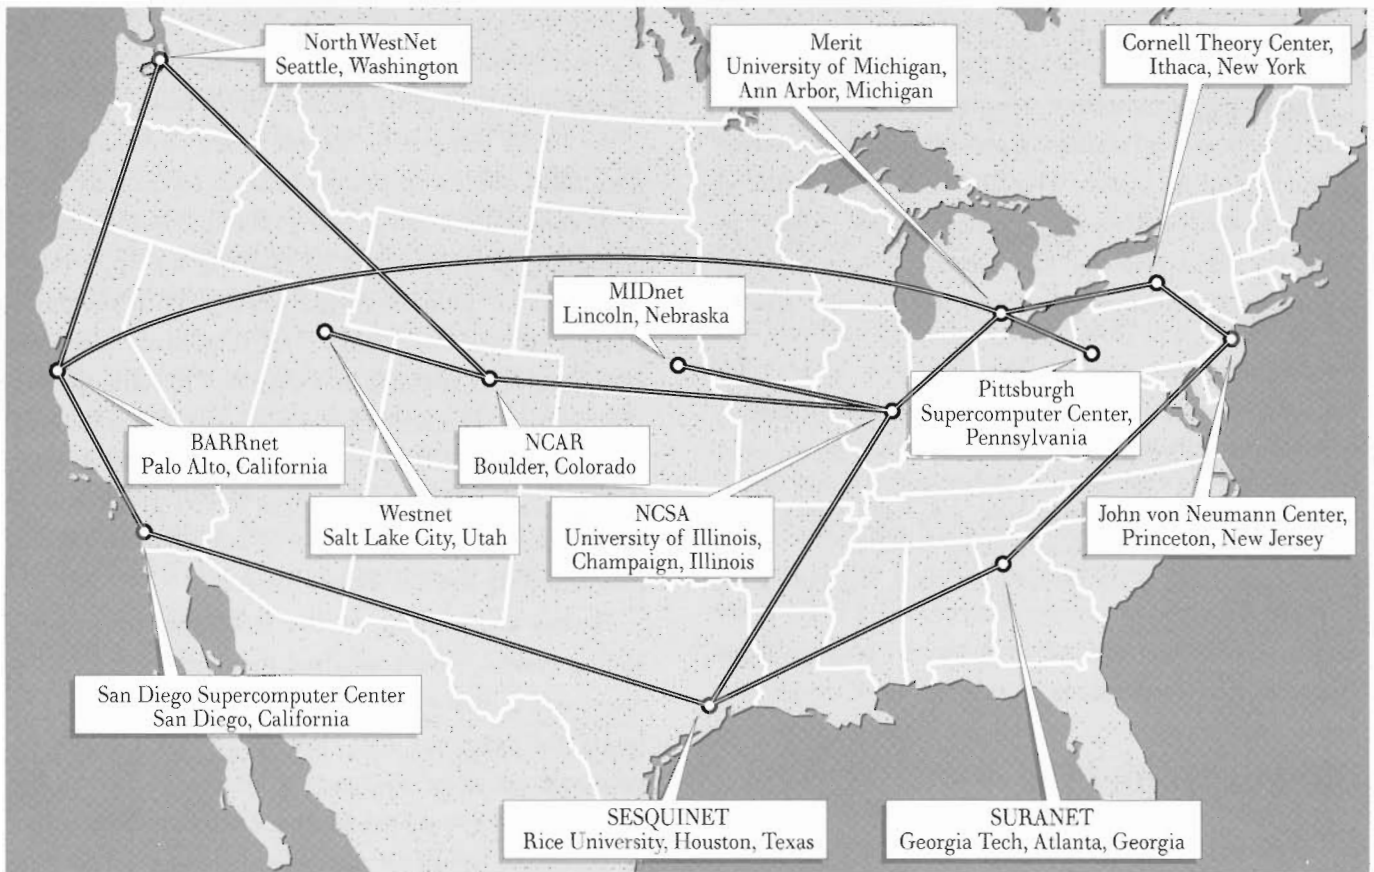 NorthWestNet
Seattle, Washington
Merit
University of Michigan,
Ann Arbor, Michigan
Cornell Theory Center,
Ithaca, New York
MIDnet
Lincoln, Nebraska
Pittsburgh
Supercomputer Center,
Pennsylvania
BARRnet
Palo Alto, California
NCAR
Boulder, Colorado
Westnet
Salt Lake City, Utah
NCSA
University of Illinois,
Champaign, Illinois
John von Neumann Center,
Princeton, New Jersey
San Diego Supercomputer Center
San Diego, California
SESQUINET
Rice University, Houston, Texas
SURANET
Georgia Tech, Atlanta, Georgia